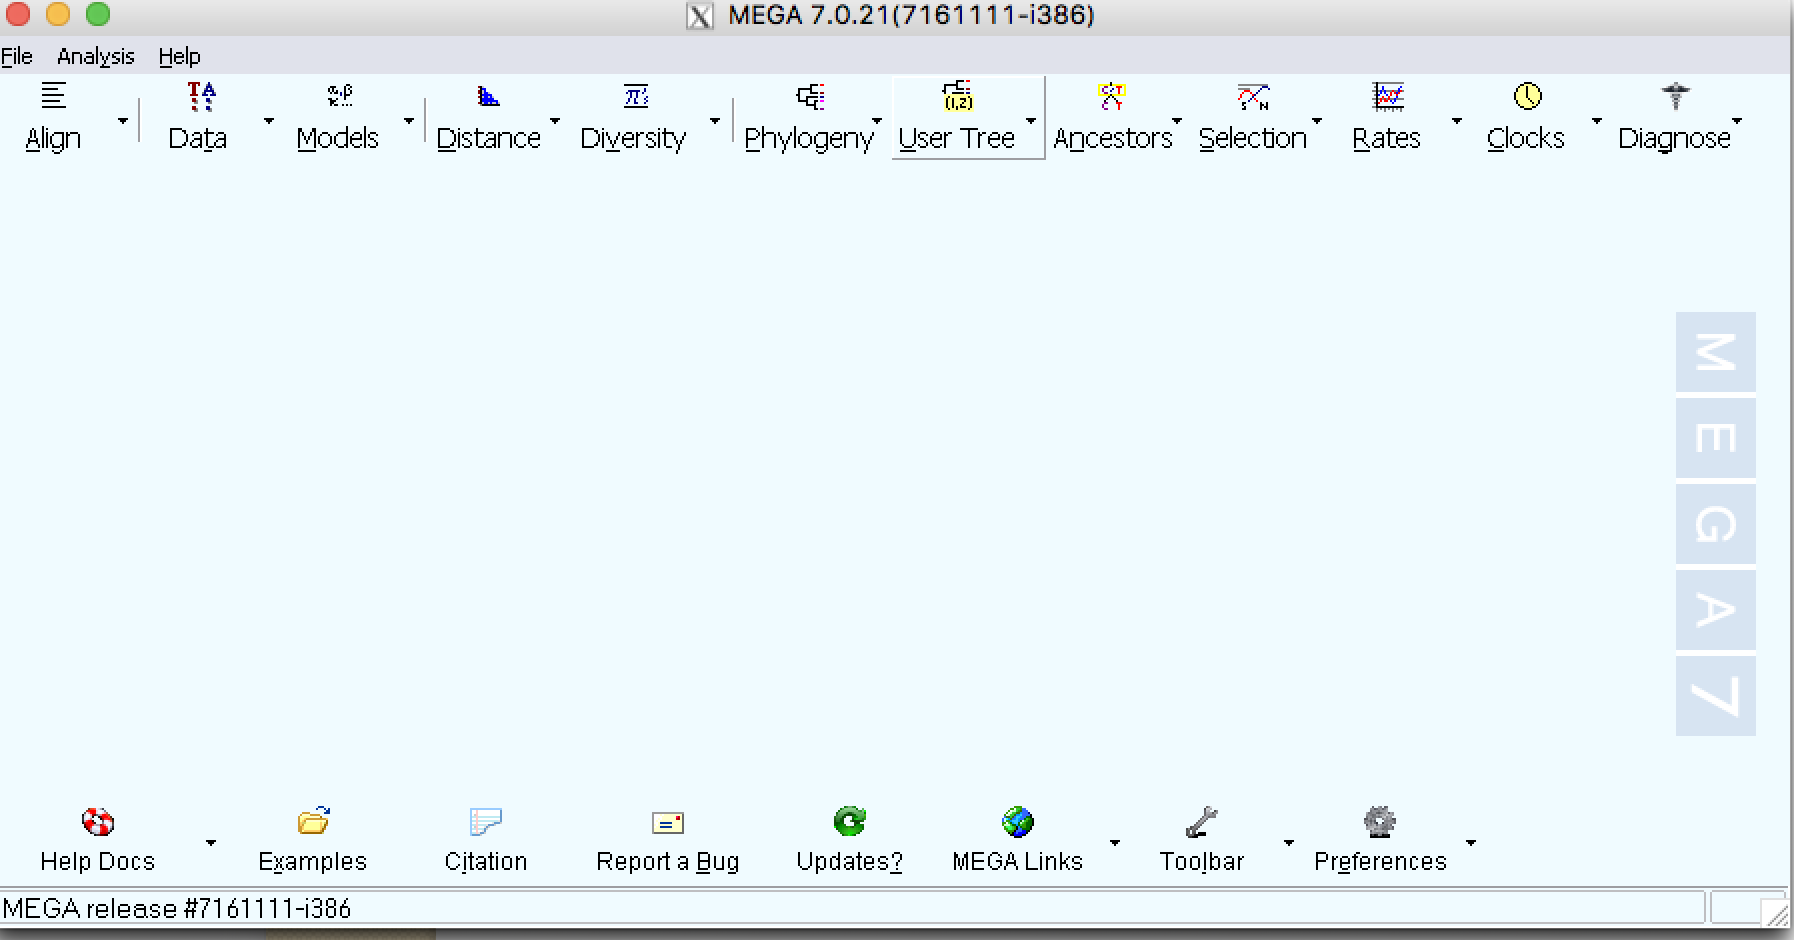 MEGA 7.0.21(7161111-i386)
File Analysis Help
Align Data Models Distance Diversity Phylogeny User Tree Ancestors Selection Rates Clocks Diagnose
M
E
G
A
7
Help Docs Examples Citation Report a Bug Updates? MEGA Links Toolbar Preferences
MEGA release #7161111-i386